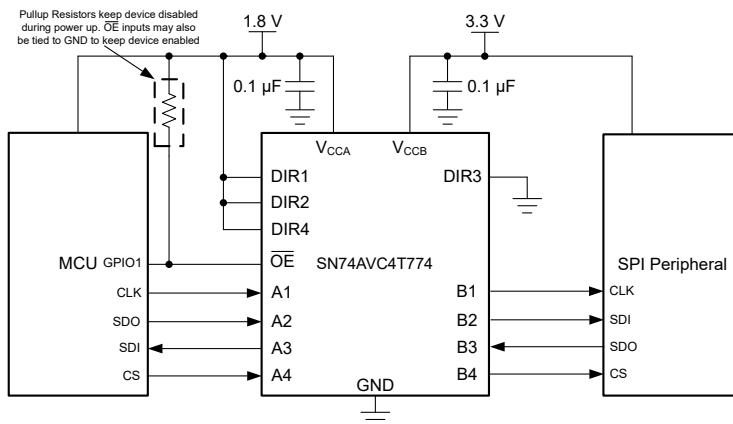 Pullup Resistors keep device disabled
during power up. OE inputs may also
be tied to GND to keep device enabled
1.8 V
3.3 V
0.1 µF
0.1 µF
VCCA
VCCB
DIR1
DIR2
DIR4
DIR3
MCU
GPIO1
OE
SN74AVC4T774
SPI Peripheral
CLK
A1
B1
CLK
SDO
A2
B2
SDI
SDI
A3
B3
SDO
CS
A4
B4
CS
GND